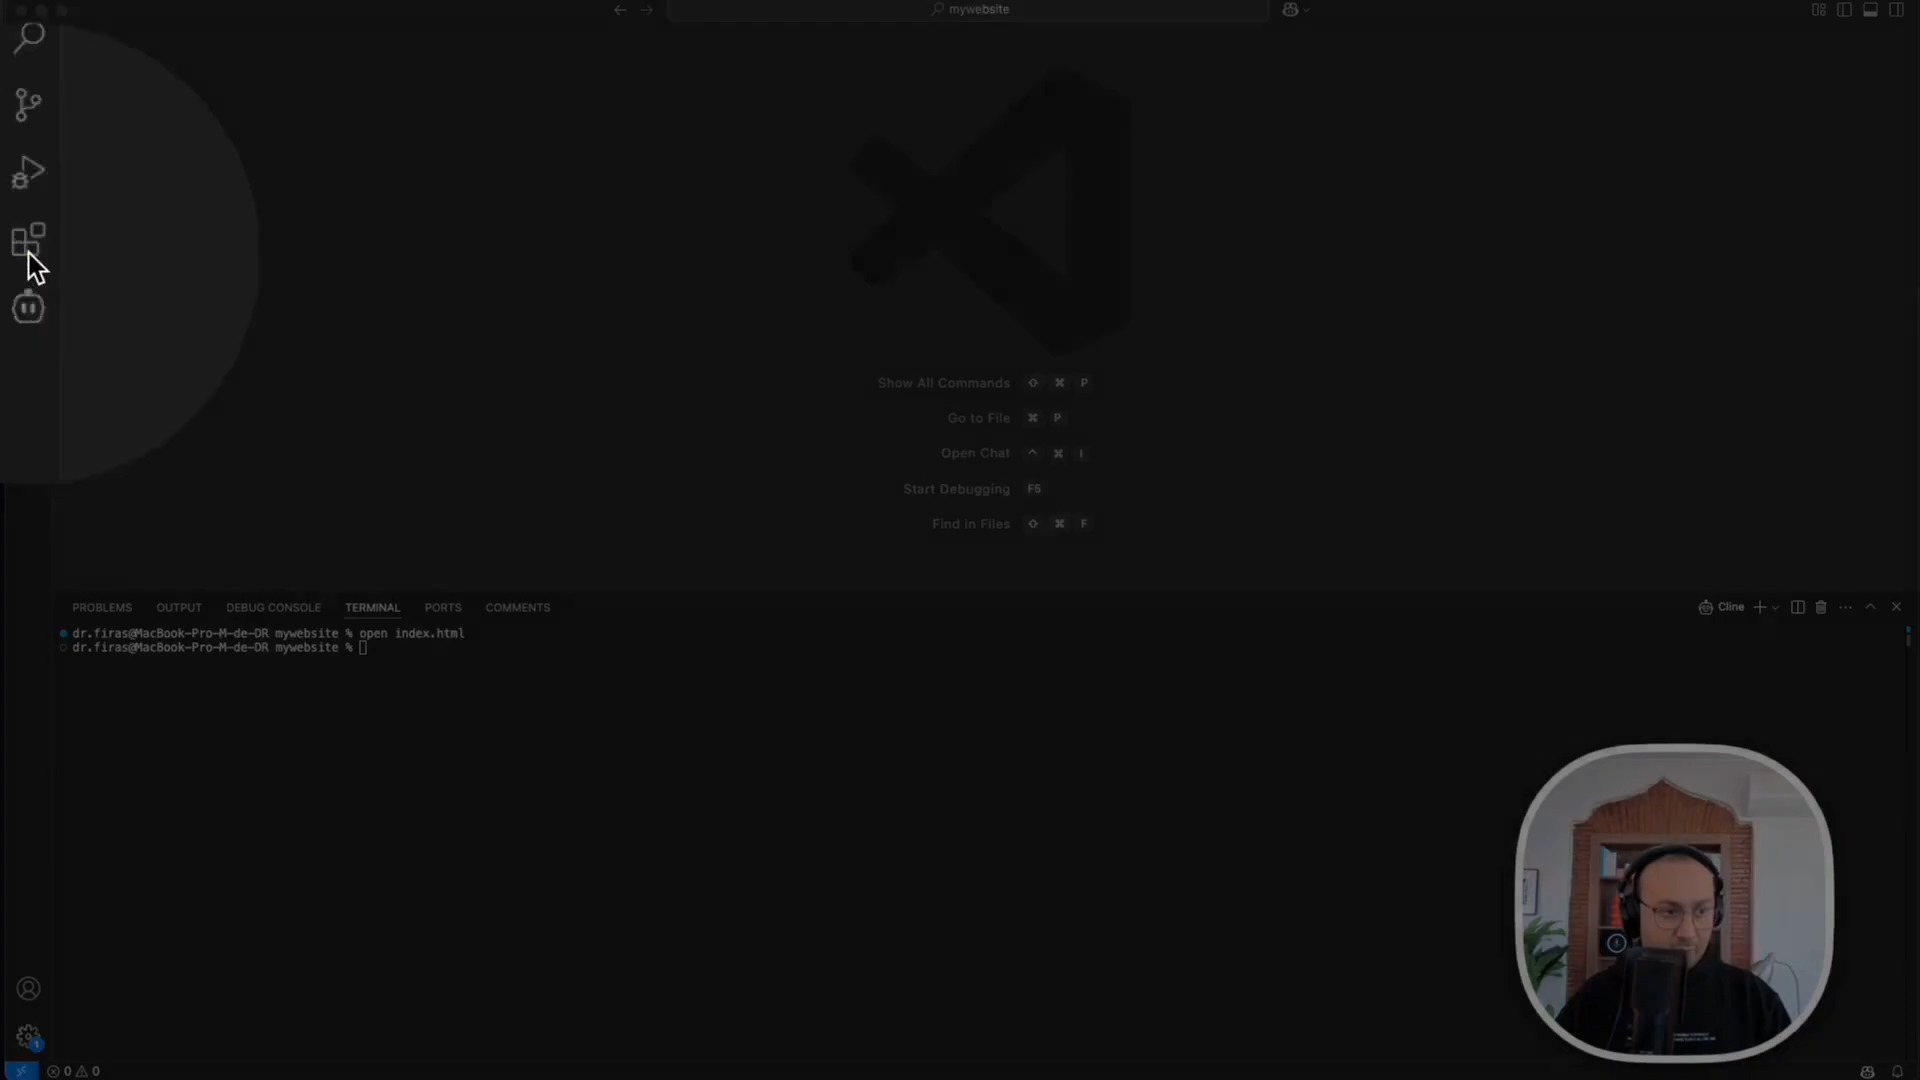 mywebsite
Show All Commands ⇧ ⌘ P
Go to File ⌘ P
Open Chat ^ ⌘ I
Start Debugging F5
Find in Files ⇧ ⌘ F
PROBLEMS OUTPUT DEBUG CONSOLE TERMINAL PORTS COMMENTS
Cline
dr.firas@MacBook-Pro-M-de-DR mywebsite % open index.html
dr.firas@MacBook-Pro-M-de-DR mywebsite %
1
0 0